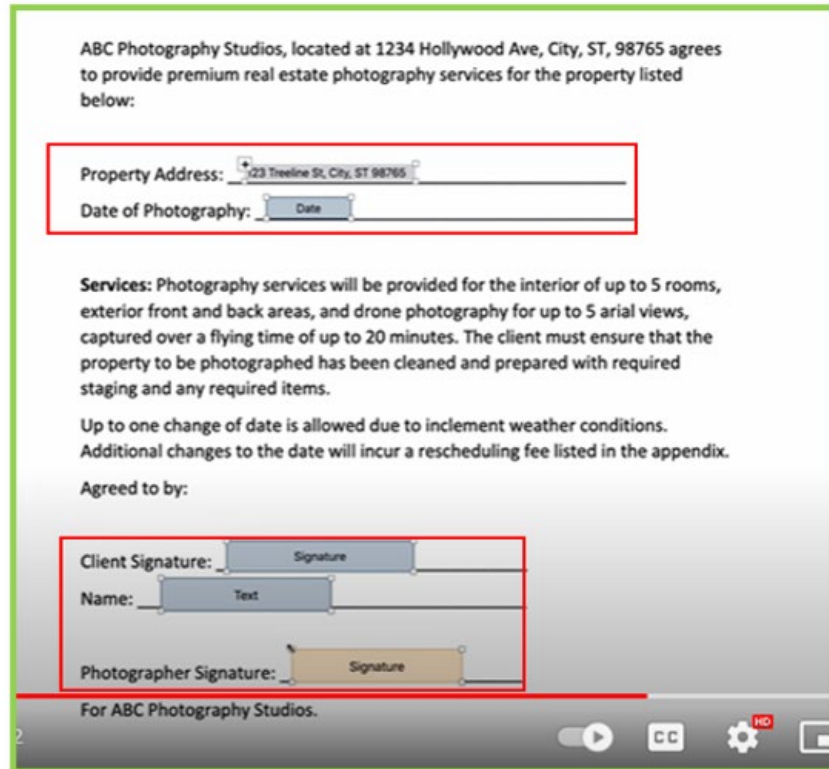 ABC Photography Studios, located at 1234 Hollywood Ave, City, ST, 98765 agrees
to provide premium real estate photography services for the property listed
below:
Property Address: 123 Treeline St, City, ST 98765
Date of Photography: Date
Services: Photography services will be provided for the interior of up to 5 rooms,
exterior front and back areas, and drone photography for up to 5 arial views,
captured over a flying time of up to 20 minutes. The client must ensure that the
property to be photographed has been cleaned and prepared with required
staging and any required items.
Up to one change of date is allowed due to inclement weather conditions.
Additional changes to the date will incur a rescheduling fee listed in the appendix.
Agreed to by:
Client Signature: Signature
Name: Text
Photographer Signature: Signature
For ABC Photography Studios.
2 CC HD